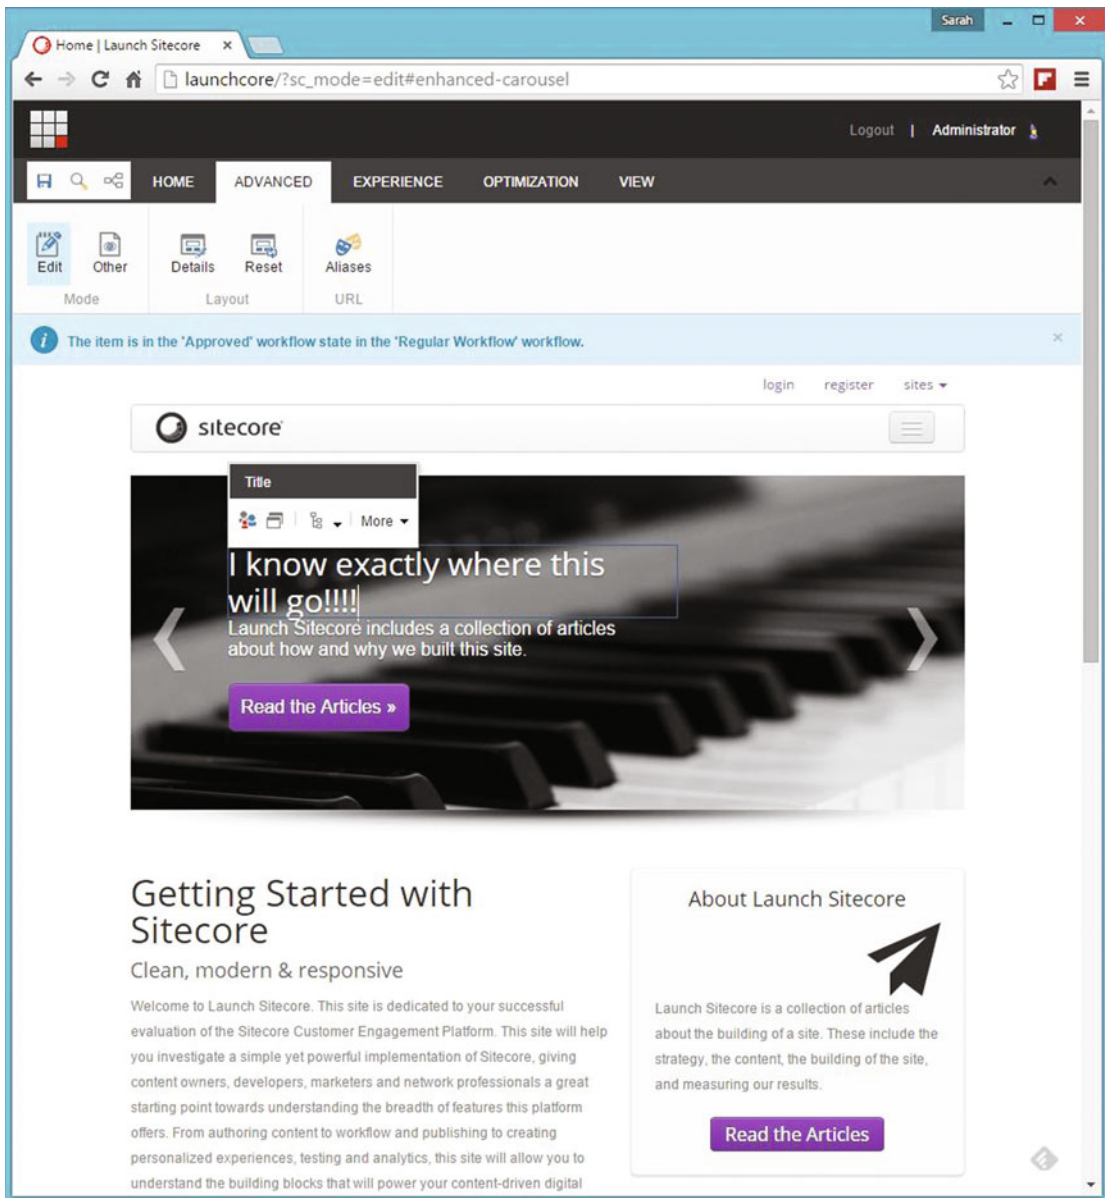 Sarah
Home | Launch Sitecore
launchcore/?sc_mode=edit#enhanced-carousel
Logout | Administrator
HOME ADVANCED EXPERIENCE OPTIMIZATION VIEW
Edit Other Details Reset Aliases
Mode Layout URL
The item is in the 'Approved' workflow state in the 'Regular Workflow' workflow.
login register sites
sitecore
Title
More
I know exactly where this
will go!!!!
Launch Sitecore includes a collection of articles
about how and why we built this site.
Read the Articles »
Getting Started with
Sitecore
Clean, modern & responsive
Welcome to Launch Sitecore. This site is dedicated to your successful
evaluation of the Sitecore Customer Engagement Platform. This site will help
you investigate a simple yet powerful implementation of Sitecore, giving
content owners, developers, marketers and network professionals a great
starting point towards understanding the breadth of features this platform
offers. From authoring content to workflow and publishing to creating
personalized experiences, testing and analytics, this site will allow you to
understand the building blocks that will power your content-driven digital
About Launch Sitecore
Launch Sitecore is a collection of articles
about the building of a site. These include the
strategy, the content, the building of the site,
and measuring our results.
Read the Articles